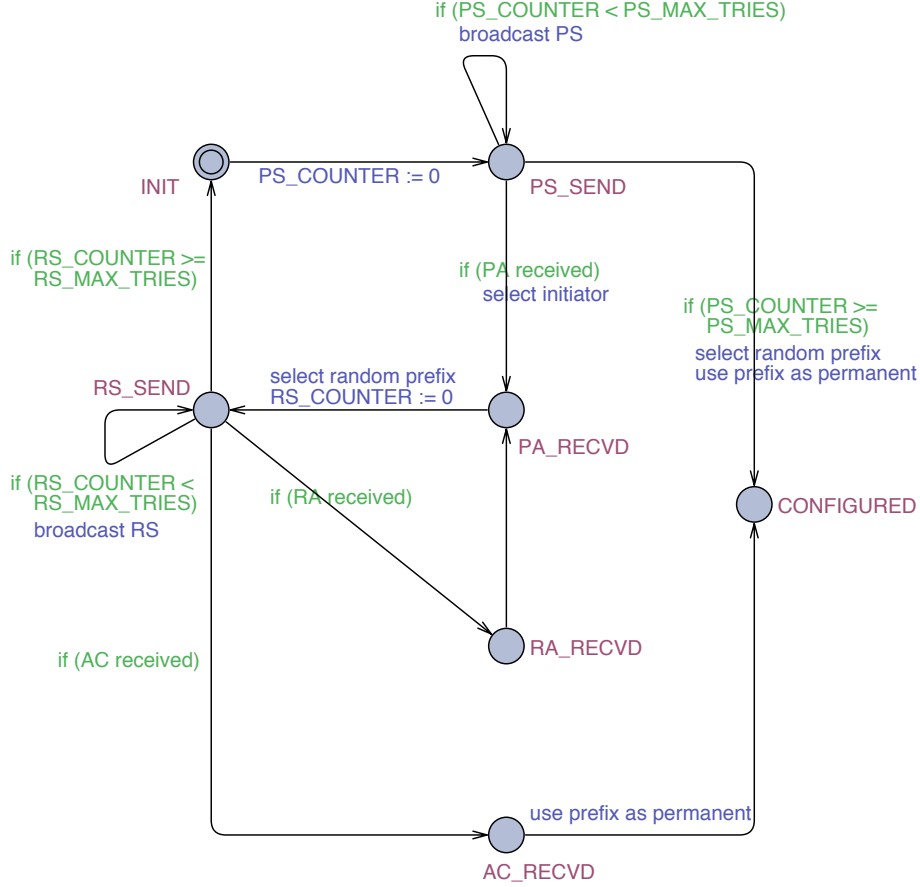 if (PS_COUNTER < PS_MAX_TRIES)
broadcast PS
INIT
PS_COUNTER := 0
PS_SEND
if (RS_COUNTER >=
RS_MAX_TRIES)
if (PA received)
select initiator
if (PS_COUNTER >=
PS_MAX_TRIES)
select random prefix
use prefix as permanent
RS_SEND
select random prefix
RS_COUNTER := 0
PA_RECVD
if (RS_COUNTER <
RS_MAX_TRIES)
broadcast RS
if (RA received)
CONFIGURED
RA_RECVD
if (AC received)
use prefix as permanent
AC_RECVD